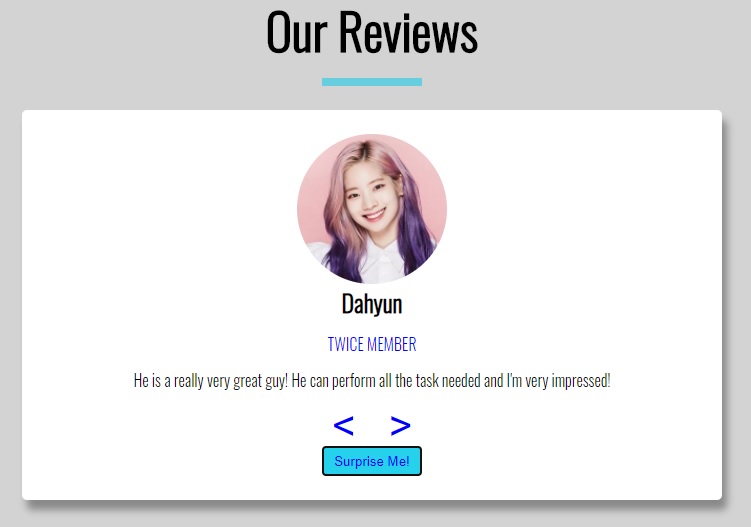 Our Reviews
Dahyun
TWICE MEMBER
He is a really very great guy! He can perform all the task needed and I'm very impressed!
< >
Surprise Me!